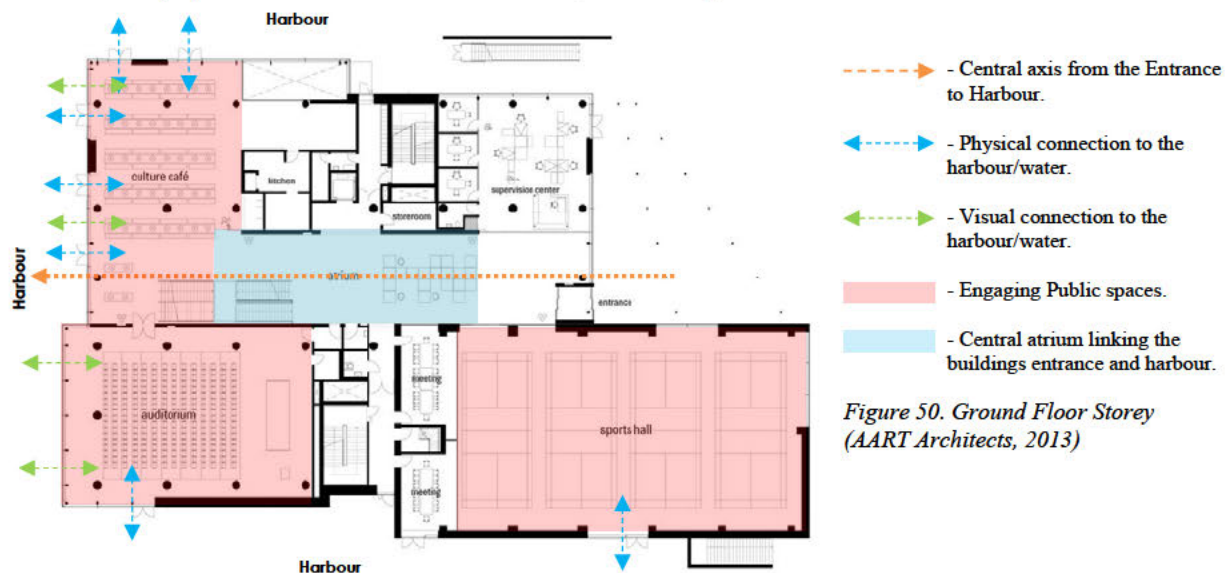 Harbour
culture café
kitchen
storeroom
supervision center
Harbour
atrium
entrance
auditorium
meeting
sports hall
meeting
Harbour
- Central axis from the Entrance
to Harbour.
- Physical connection to the
harbour/water.
- Visual connection to the
harbour/water.
- Engaging Public spaces.
- Central atrium linking the
buildings entrance and harbour.
Figure 50. Ground Floor Storey
(AART Architects, 2013)